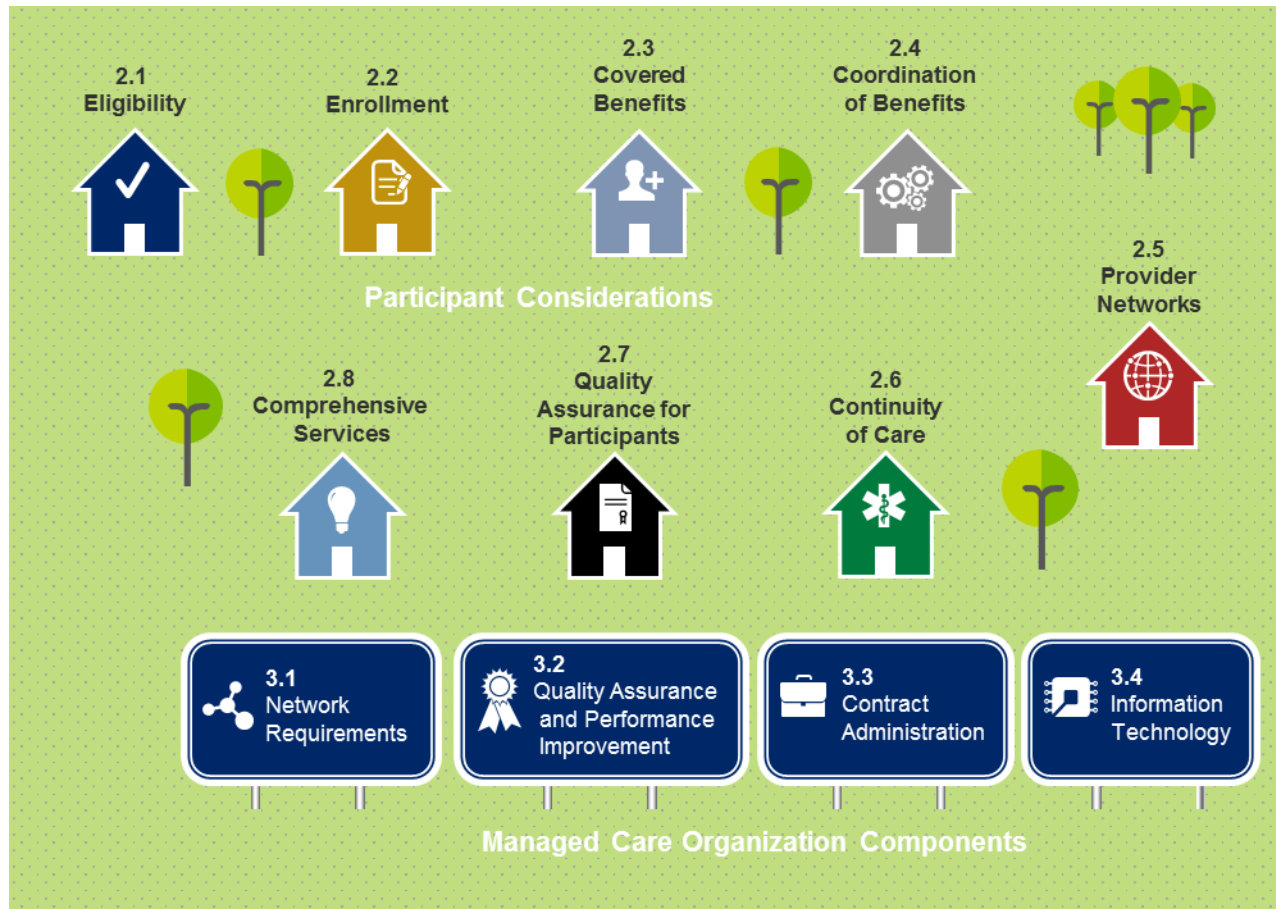 2.1
Eligibility
2.2
Enrollment
2.3
Covered
Benefits
2.4
Coordination
of Benefits
2.5
Provider
Networks
Participant Considerations
2.8
Comprehensive
Services
2.7
Quality
Assurance for
Participants
2.6
Continuity
of Care
3.1
Network
Requirements
3.2
Quality Assurance
and Performance
Improvement
3.3
Contract
Administration
3.4
Information
Technology
Managed Care Organization Components